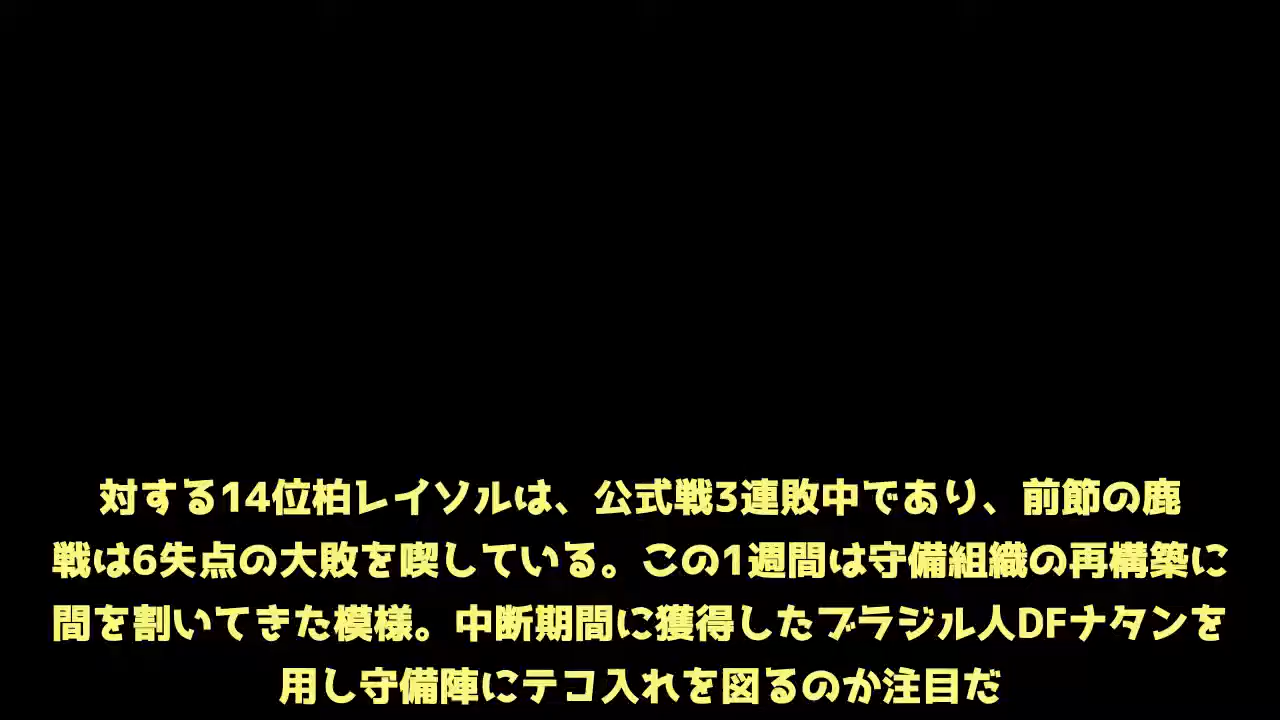 対する14位柏レイソルは、公式戦3連敗中であり、前節の鹿
戦は6失点の大敗を喫している。この1週間は守備組織の再構築に
間を割いてきた模様。中断期間に獲得したブラジル人DFナタンを
用し守備陣にテコ入れを図るのか注目だ